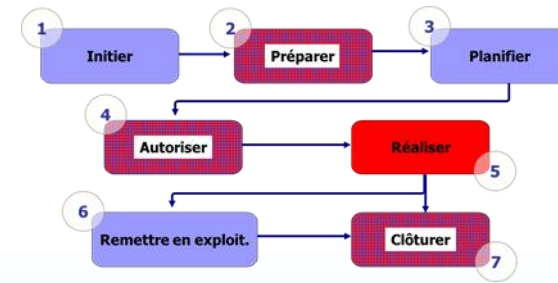 1
Initier
2
Préparer
3
Planifier
4
Autoriser
Réaliser
5
6
Remettre en exploit.
Clôturer
7